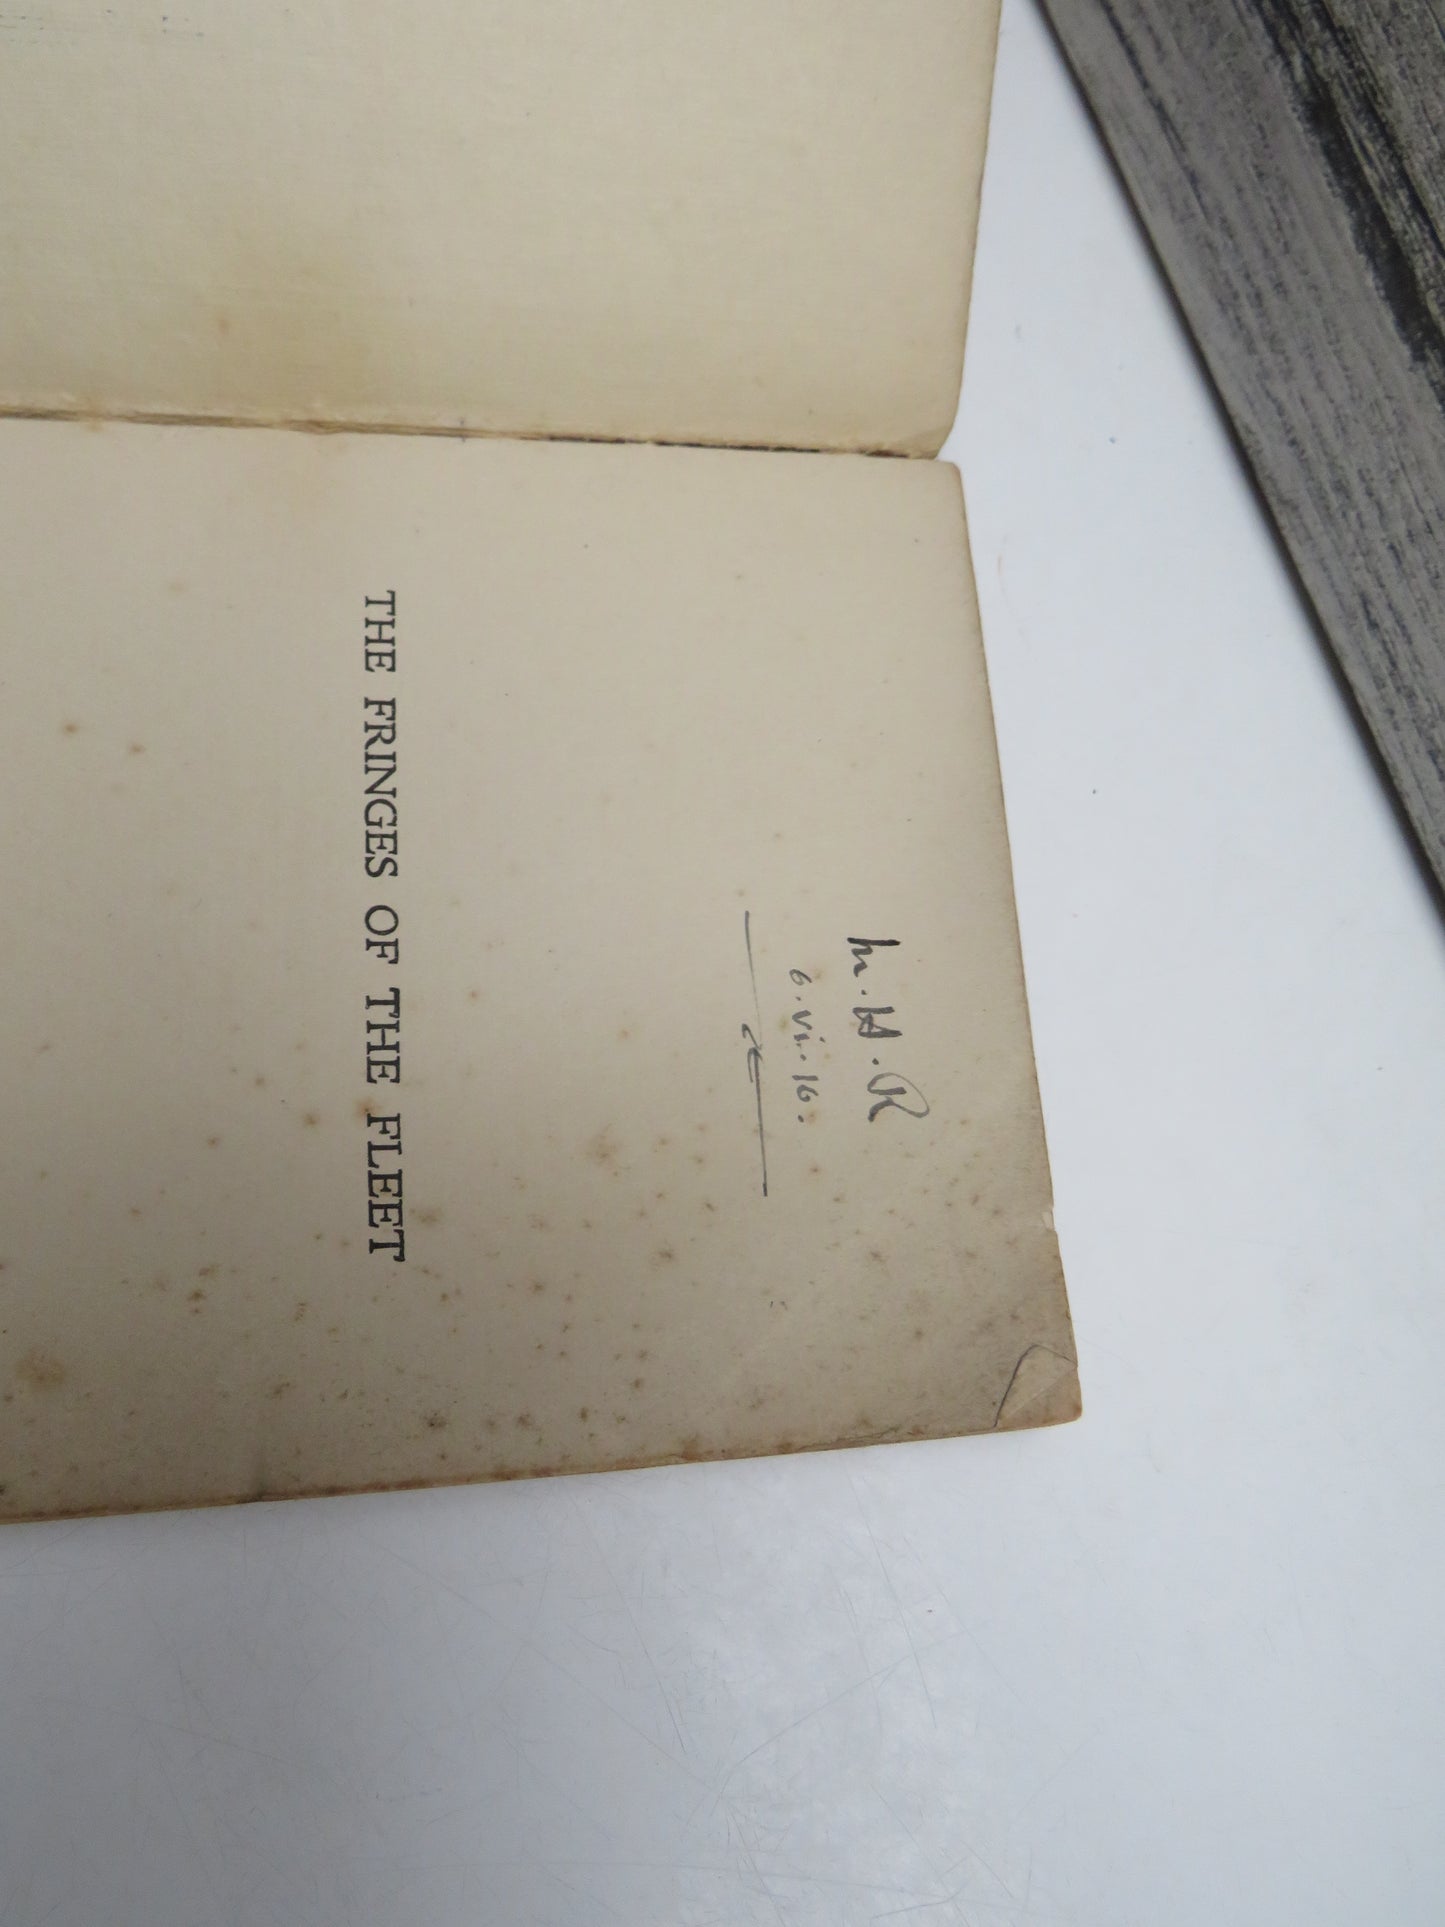 M.H.R
6.vi.16.
THE FRINGES OF THE FLEET